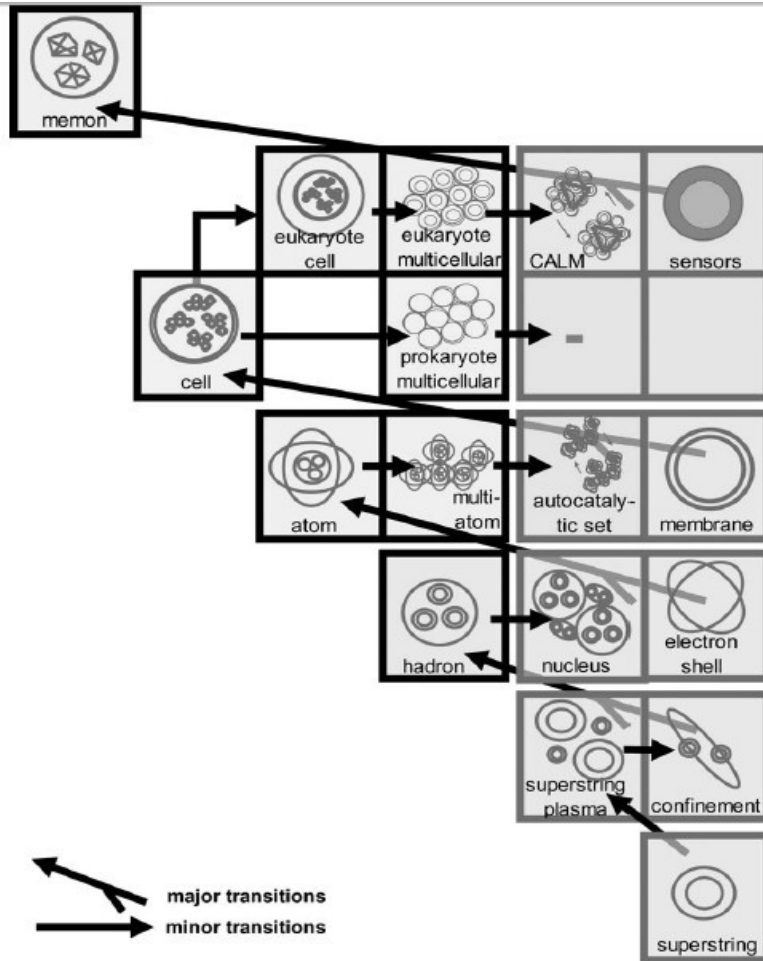 memon
eukaryote
cell
eukaryote
multicellular
CALM
sensors
cell
prokaryote
multicellular
-
atom
multi-
atom
autocataly-
tic set
membrane
hadron
nucleus
electron
shell
superstring
plasma
confinement
major transitions
minor transitions
superstring